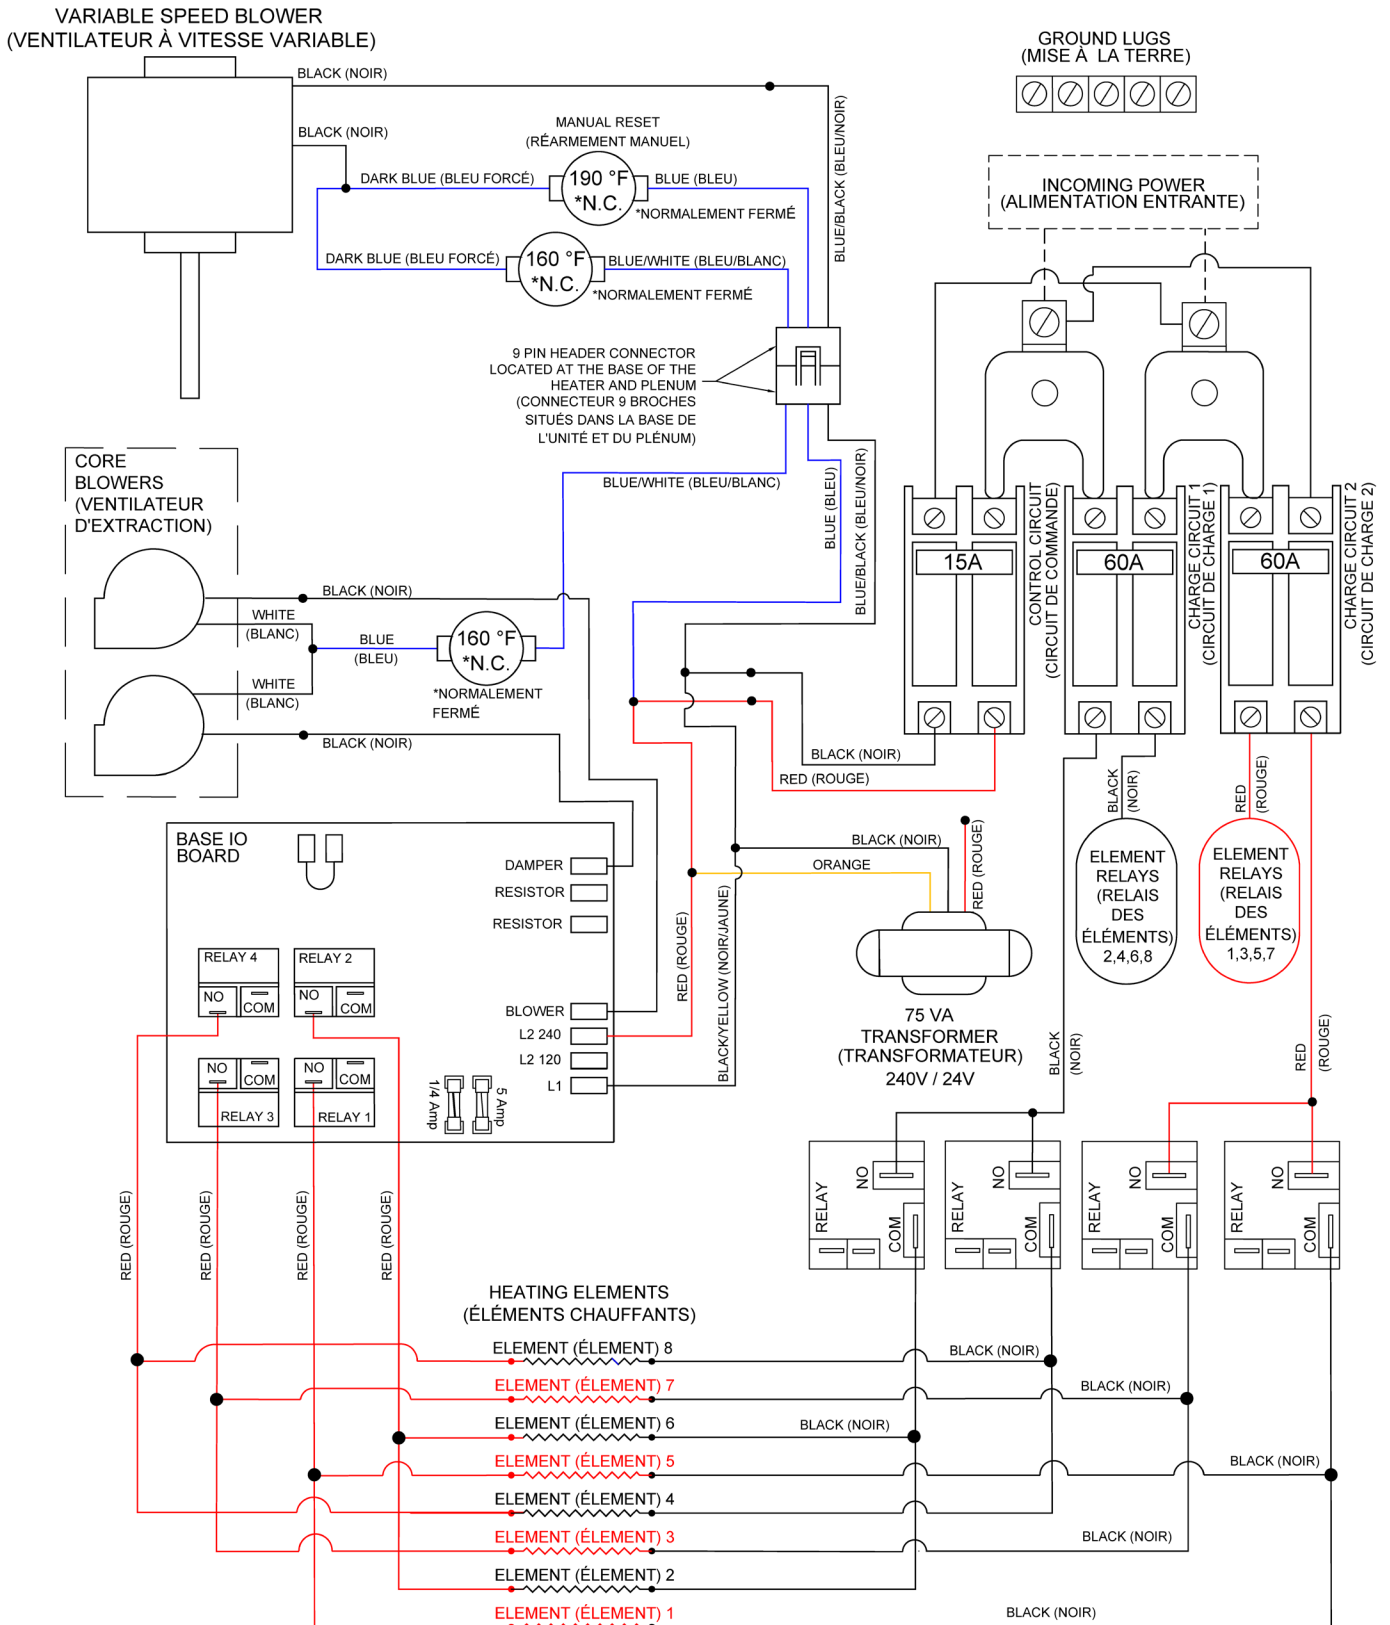 VARIABLE SPEED BLOWER
(VENTILATEUR À VITESSE VARIABLE)
BLACK (NOIR)
BLACK (NOIR)
MANUAL RESET
(RÉARMEMENT MANUEL)
DARK BLUE (BLEU FORCÉ)
190 °F
*N.C.
BLUE (BLEU)
*NORMALEMENT FERMÉ
DARK BLUE (BLEU FORCÉ)
160 °F
*N.C.
BLUE/WHITE (BLEU/BLANC)
*NORMALEMENT FERMÉ
BLUE/BLACK (BLEU/NOIR)
GROUND LUGS
(MISE À LA TERRE)
INCOMING POWER
(ALIMENTATION ENTRANTE)
9 PIN HEADER CONNECTOR
LOCATED AT THE BASE OF THE
HEATER AND PLENUM
(CONNECTEUR 9 BROCHES
SITUÉS DANS LA BASE DE
L'UNITÉ ET DU PLÉNUM)
BLUE/WHITE (BLEU/BLANC)
BLUE (BLEU)
BLUE/BLACK (BLEU/NOIR)
CORE
BLOWERS
(VENTILATEUR
D'EXTRACTION)
BLACK (NOIR)
WHITE
(BLANC)
BLUE
(BLEU)
160 °F
*N.C.
*NORMALEMENT
FERMÉ
WHITE
(BLANC)
BLACK (NOIR)
15A
CONTROL CIRCUIT
(CIRCUIT DE COMMANDE)
60A
CHARGE CIRCUIT 1
(CIRCUIT DE CHARGE 1)
60A
CHARGE CIRCUIT 2
(CIRCUIT DE CHARGE 2)
BLACK (NOIR)
RED (ROUGE)
BLACK
(NOIR)
RED
(ROUGE)
BASE IO
BOARD
DAMPER
RESISTOR
RESISTOR
BLOWER
L2 240
L2 120
L1
RELAY 4
NO
COM
RELAY 2
NO
COM
NO
COM
RELAY 3
NO
COM
RELAY 1
1/4 Amp
5 Amp
RED (ROUGE)
BLACK/YELLOW (NOIR/JAUNE)
BLACK (NOIR)
ORANGE
RED (ROUGE)
75 VA
TRANSFORMER
(TRANSFORMATEUR)
240V / 24V
ELEMENT
RELAYS
(RELAIS
DES
ÉLÉMENTS)
2,4,6,8
ELEMENT
RELAYS
(RELAIS
DES
ÉLÉMENTS)
1,3,5,7
BLACK
(NOIR)
RED
(ROUGE)
RELAY
NO
COM
RELAY
NO
COM
RELAY
NO
COM
RELAY
NO
COM
RED (ROUGE)
RED (ROUGE)
RED (ROUGE)
RED (ROUGE)
HEATING ELEMENTS
(ÉLÉMENTS CHAUFFANTS)
ELEMENT (ÉLEMENT) 8
BLACK (NOIR)
ELEMENT (ÉLEMENT) 7
BLACK (NOIR)
ELEMENT (ÉLEMENT) 6
BLACK (NOIR)
ELEMENT (ÉLEMENT) 5
BLACK (NOIR)
ELEMENT (ÉLEMENT) 4
ELEMENT (ÉLEMENT) 3
BLACK (NOIR)
ELEMENT (ÉLEMENT) 2
ELEMENT (ÉLEMENT) 1
BLACK (NOIR)